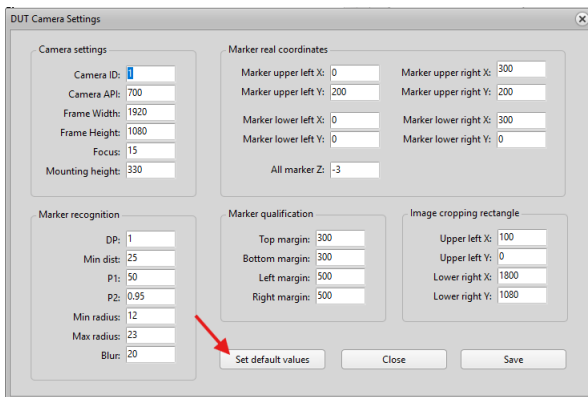 DUT Camera Settings
Camera settings
Camera ID: 1
Camera API: 700
Frame Width: 1920
Frame Height: 1080
Focus: 15
Mounting height: 330
Marker real coordinates
Marker upper left X: 0
Marker upper right X: 300
Marker upper left Y: 200
Marker upper right Y: 200
Marker lower left X: 0
Marker lower right X: 300
Marker lower left Y: 0
Marker lower right Y: 0
All marker Z: -3
Marker recognition
DP: 1
Min dist: 25
P1: 50
P2: 0.95
Min radius: 12
Max radius: 23
Blur: 20
Marker qualification
Top margin: 300
Bottom margin: 300
Left margin: 500
Right margin: 500
Image cropping rectangle
Upper left X: 100
Upper left Y: 0
Lower right X: 1800
Lower right Y: 1080
Set default values
Close
Save